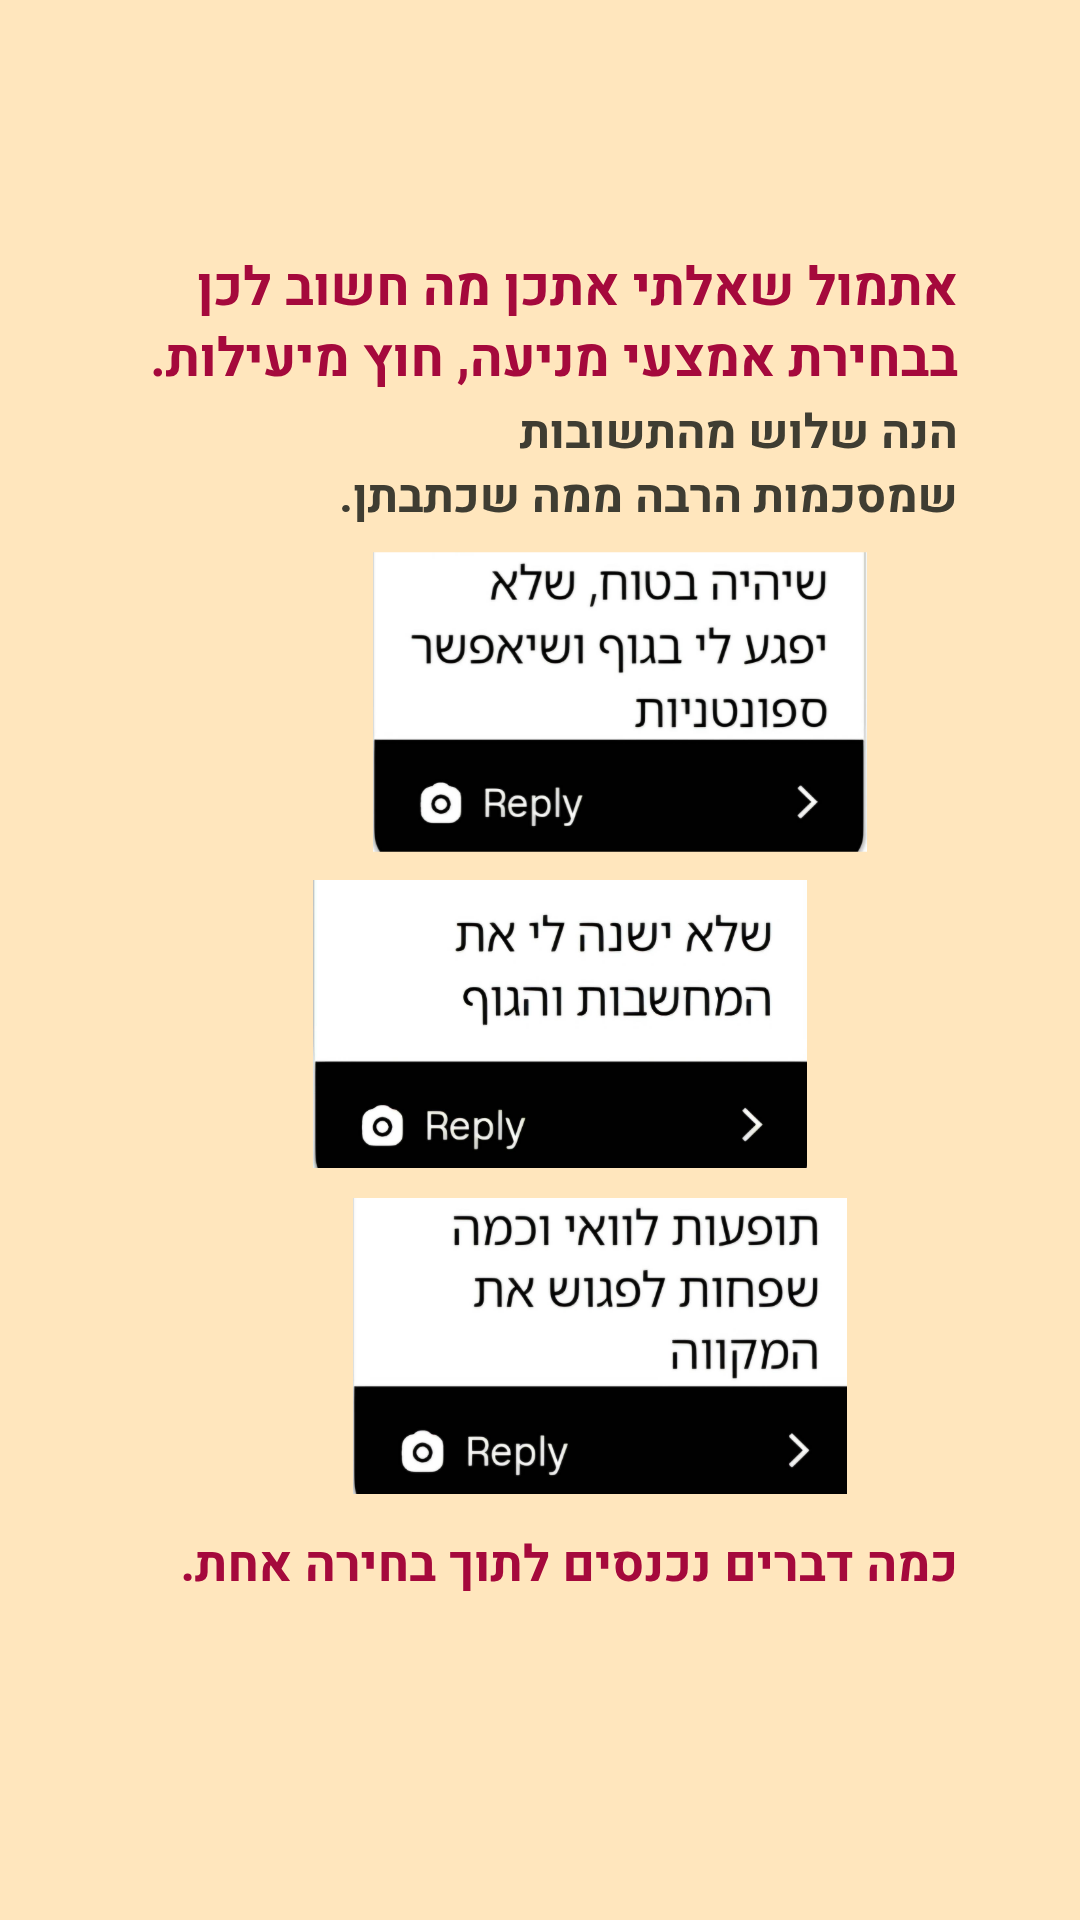 אתמול שאלתי אתכן מה חשוב לכן
בבחירת אמצעי מניעה, חוץ מיעילות.
הנה שלוש מהתשובות
שמסכמות הרבה ממה שכתבתן.
שיהיה בטוח, שלא
יפגע לי בגוף ושיאפשר
ספונטניות
Reply
שלא ישנה לי את
המחשבות והגוף
Reply
תופעות לוואי וכמה
שפחות לפגוש את
המקווה
Reply
כמה דברים נכנסים לתוך בחירה אחת.